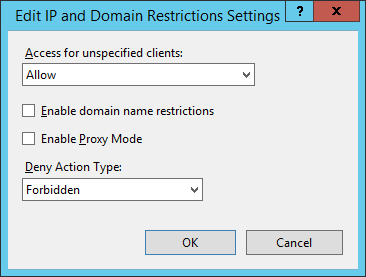 Edit IP and Domain Restrictions Settings ? x
Access for unspecified clients:
Allow
Enable domain name restrictions
Enable Proxy Mode
Deny Action Type:
Forbidden
OK Cancel